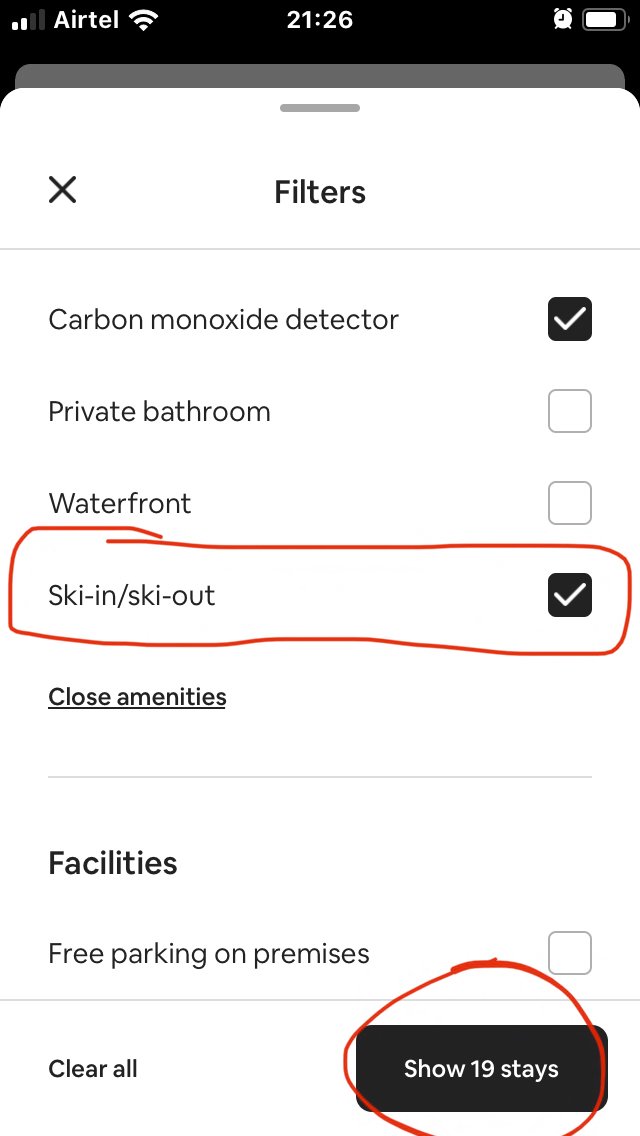 Airtel 21:26
Filters
Carbon monoxide detector
Private bathroom
Waterfront
Ski-in/ski-out
Close amenities
Facilities
Free parking on premises
Clear all
Show 19 stays